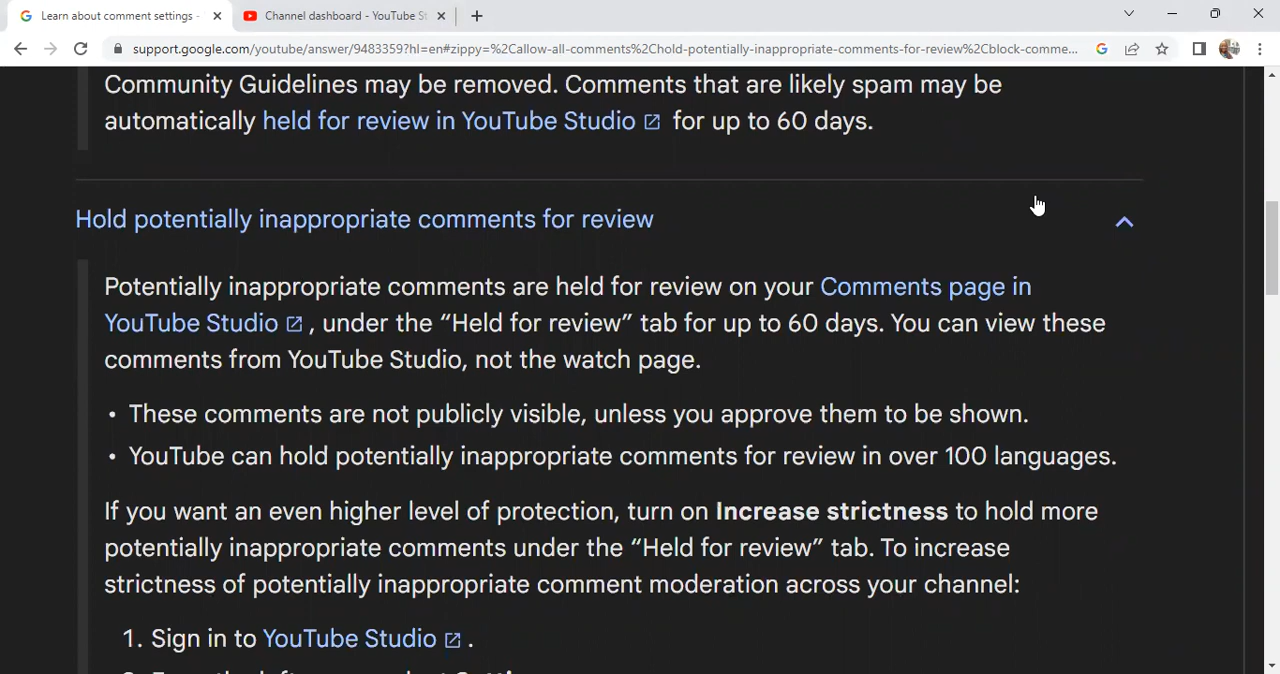 Learn about comment settings -
Channel dashboard - YouTube St
support.google.com/youtube/answer/9483359?hl=en#zippy=%2Callow-all-comments%2Chold-potentially-inappropriate-comments-for-review%2Cblock-comme...
Community Guidelines may be removed. Comments that are likely spam may be
automatically held for review in YouTube Studio for up to 60 days.
Hold potentially inappropriate comments for review
Potentially inappropriate comments are held for review on your Comments page in
YouTube Studio , under the “Held for review” tab for up to 60 days. You can view these
comments from YouTube Studio, not the watch page.
• These comments are not publicly visible, unless you approve them to be shown.
• YouTube can hold potentially inappropriate comments for review in over 100 languages.
If you want an even higher level of protection, turn on Increase strictness to hold more
potentially inappropriate comments under the “Held for review” tab. To increase
strictness of potentially inappropriate comment moderation across your channel:
1. Sign in to YouTube Studio .